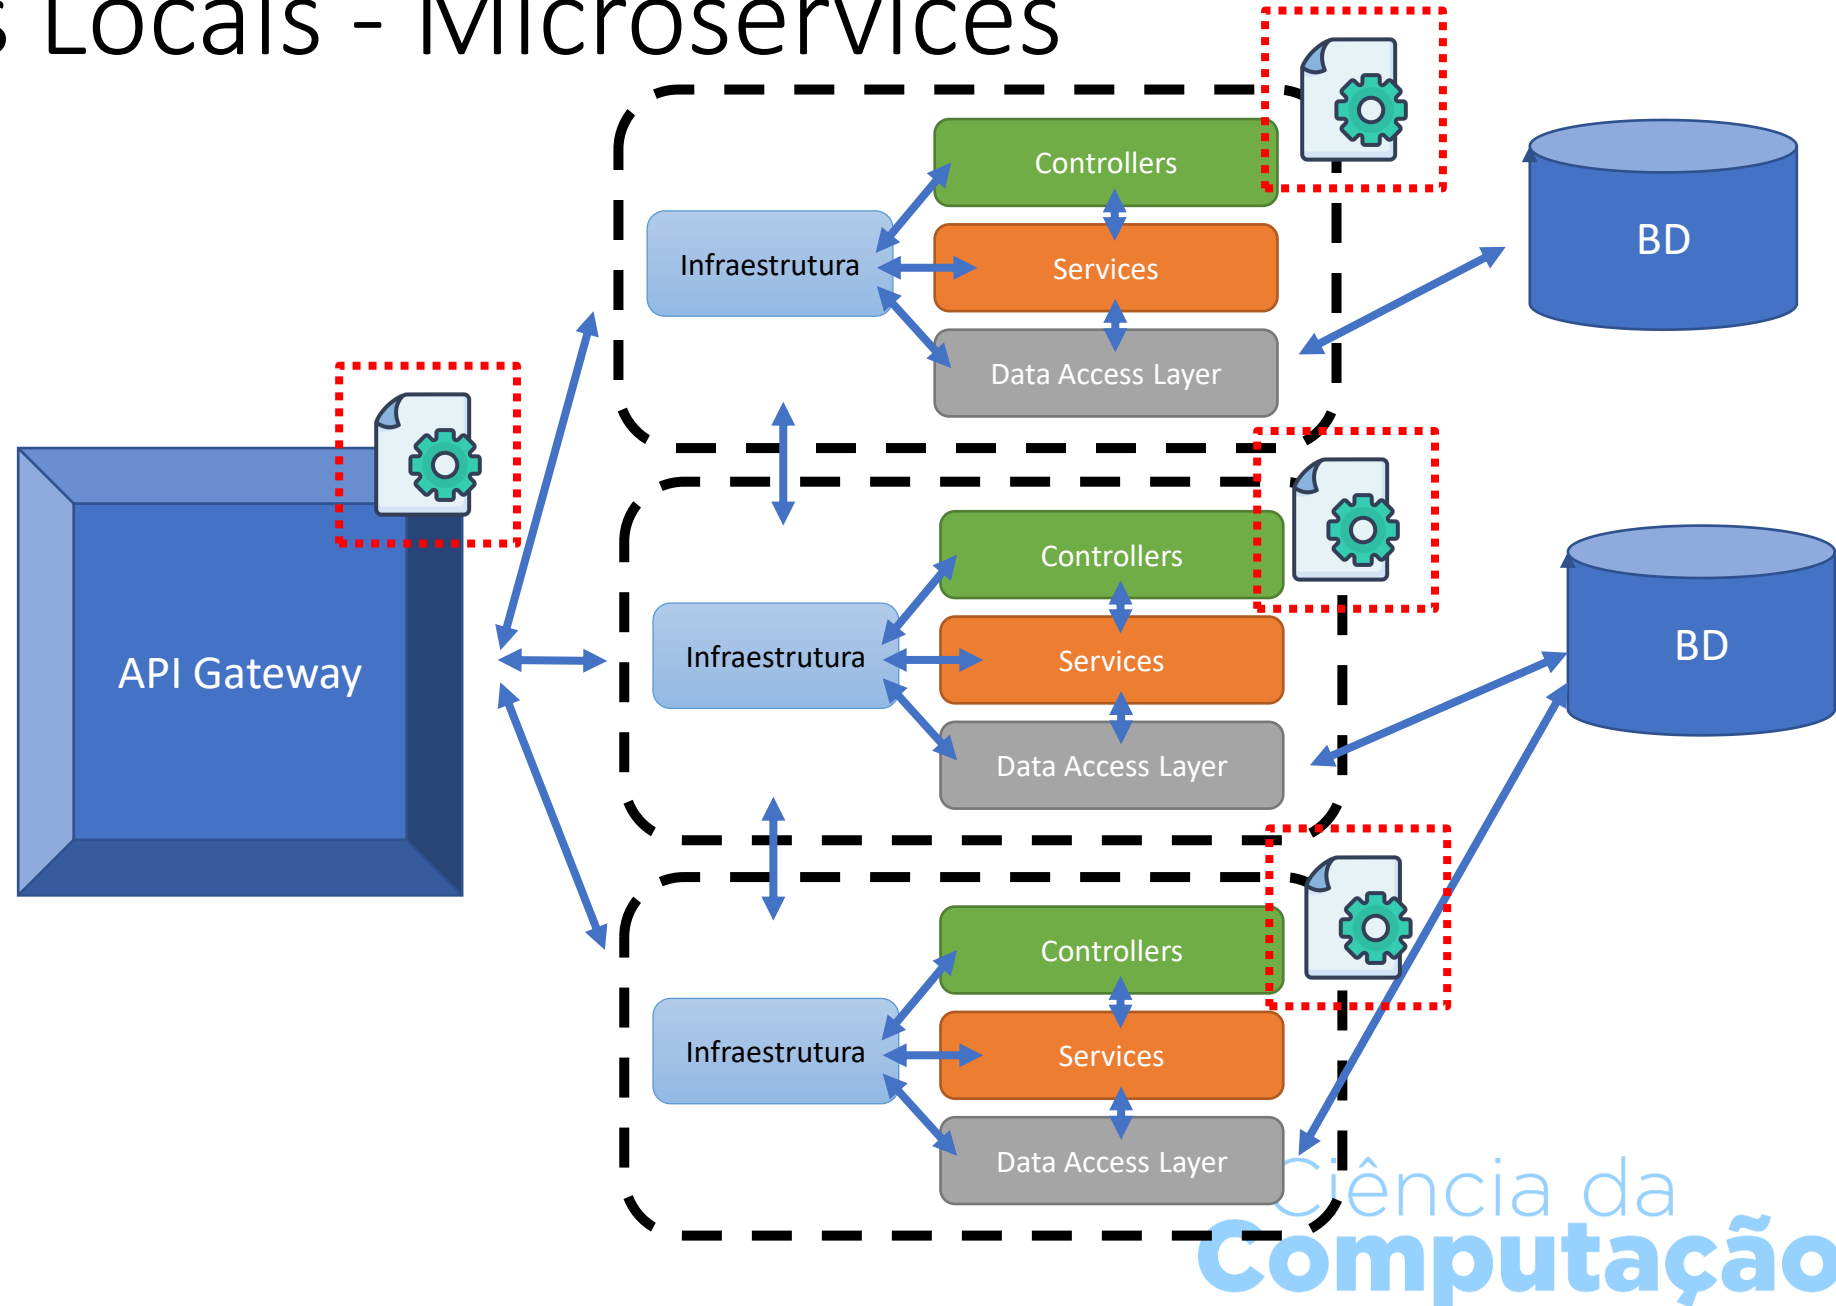 s Locais - Microservices
Controllers
Infraestrutura
Services
Data Access Layer
BD
API Gateway
Controllers
Infraestrutura
Services
Data Access Layer
BD
Controllers
Infraestrutura
Services
Data Access Layer
Ciência da
Computação